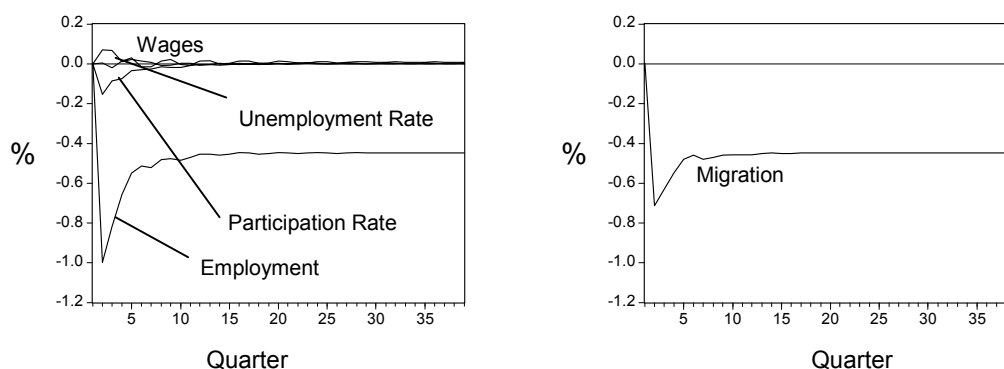 0.2
0.0
-0.2
-0.4
-0.6
-0.8
-1.0
-1.2
%
Wages
Unemployment Rate
Participation Rate
Employment
5 10 15 20 25 30 35
Quarter
0.2
0.0
-0.2
-0.4
-0.6
-0.8
-1.0
-1.2
%
Migration
5 10 15 20 25 30 35
Quarter